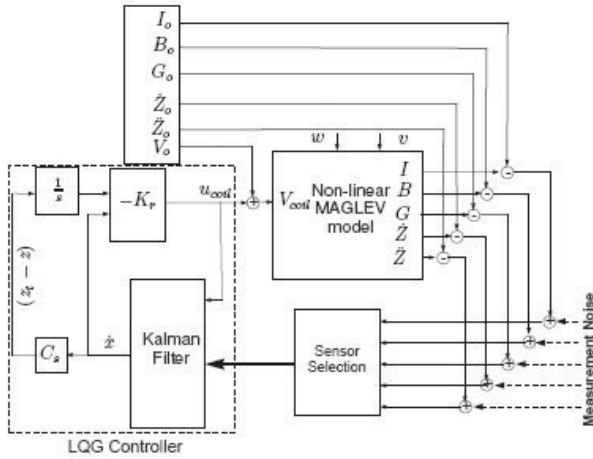 I_o
B_o
G_o
Ż_o
Z̈_o
V_o
w
v
1/s
−K_r
u_coil
+
V_coil
Non-linear
MAGLEV
model
I
B
G
Ż
Z̈
-
-
-
-
-
(z_t − z)
C_s
ẋ
Kalman
Filter
Sensor
Selection
+
+
+
+
+
Measurement Noise
LQG Controller